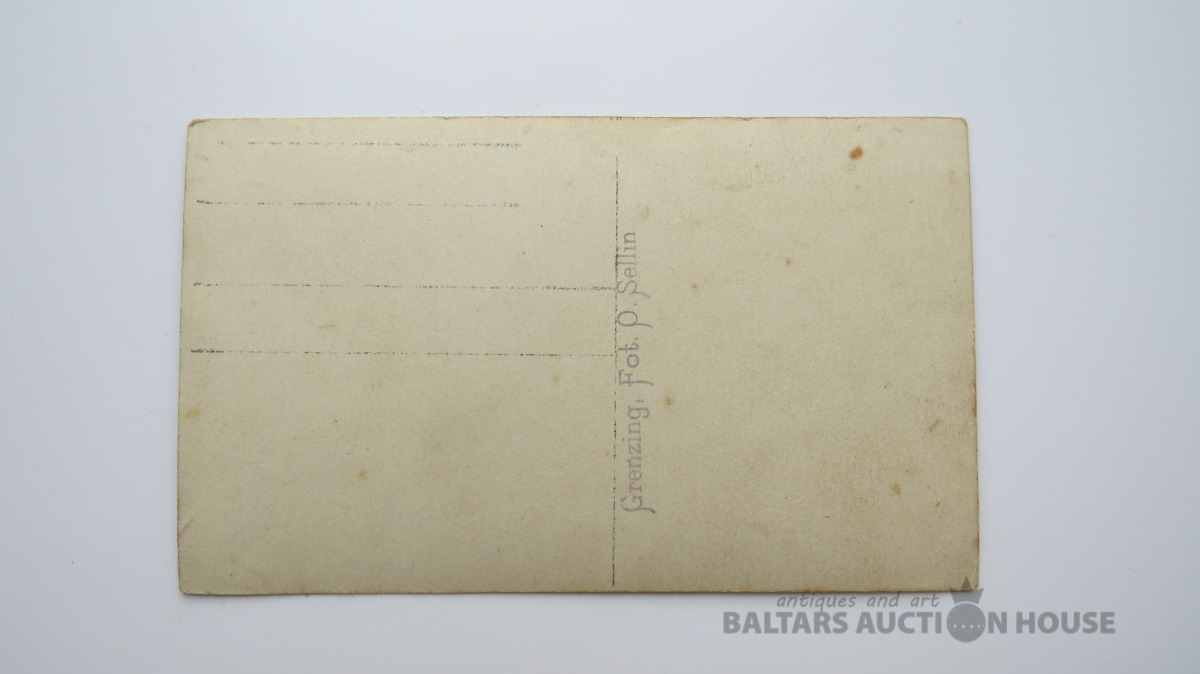 Grenzing, Fot. O. Sellin
antiques and art
BALTARS AUCTION HOUSE